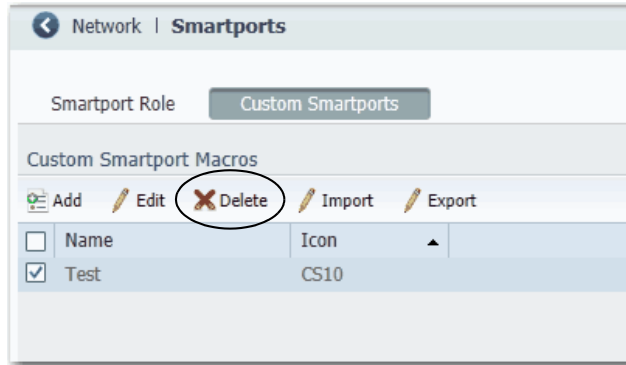 Network | Smartports
Smartport Role Custom Smartports
Custom Smartport Macros
Add Edit Delete Import Export
Name Icon
Test CS10